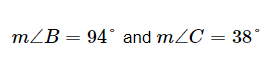 m∠B = 94° and m∠C = 38°